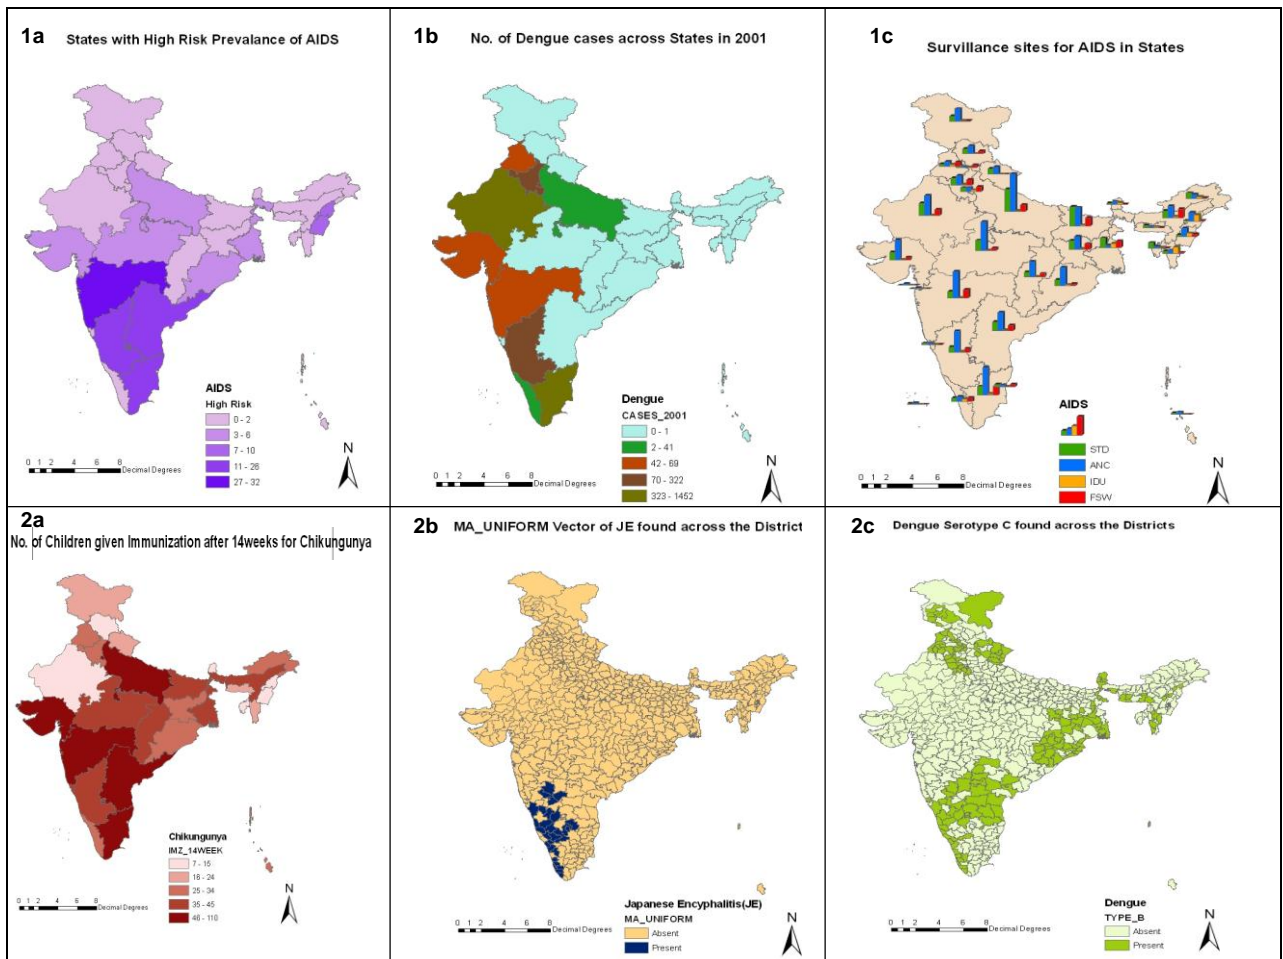 1a
States with High Risk Prevalance of AIDS
AIDS
High Risk
0 - 2
3 - 6
7 - 10
11 - 26
27 - 32
0 1 2 4 6 8 Decimal Degrees
N
1b
No. of Dengue cases across States in 2001
Dengue
CASES_2001
0 - 1
2 - 41
42 - 69
70 - 322
323 - 1452
0 1 2 4 6 8 Decimal Degrees
N
1c
Survillance sites for AIDS in States
AIDS
STD
ANC
IDU
FSW
0 1 2 4 6 8 Decimal Degrees
N
2a
No. of Children given Immunization after 14weeks for Chikungunya
Chikungunya
IMZ_14WEEK
7 - 15
16 - 24
25 - 34
35 - 45
46 - 110
0 1 2 4 6 8 Decimal Degrees
N
2b
MA_UNIFORM Vector of JE found across the District
Japanese Encyphalitis(JE)
MA_UNIFORM
Absent
Present
0 1 2 4 6 8 Decimal Degrees
N
2c
Dengue Serotype C found across the Districts
Dengue
TYPE_B
Absent
Present
0 1 2 4 6 8 Decimal Degrees
N